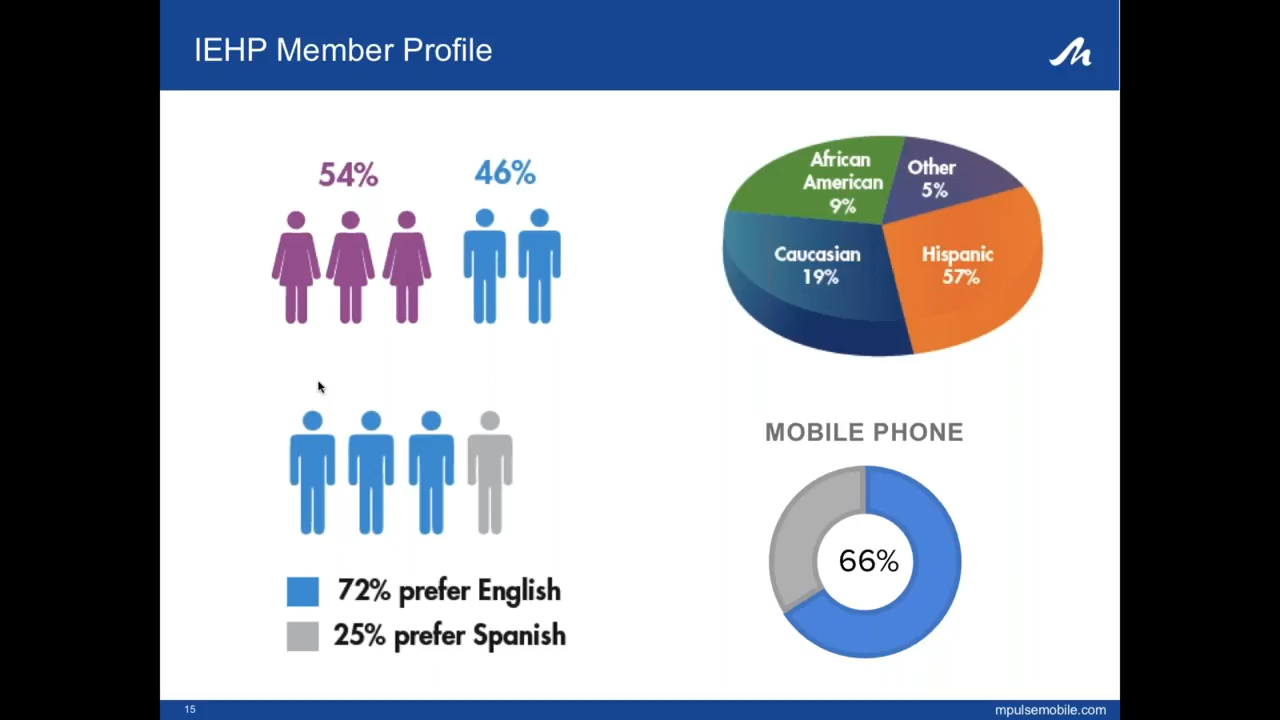 IEHP Member Profile
54%
46%
African
American
9%
Other
5%
Caucasian
19%
Hispanic
57%
72% prefer English
25% prefer Spanish
MOBILE PHONE
66%
15
mpulsemobile.com